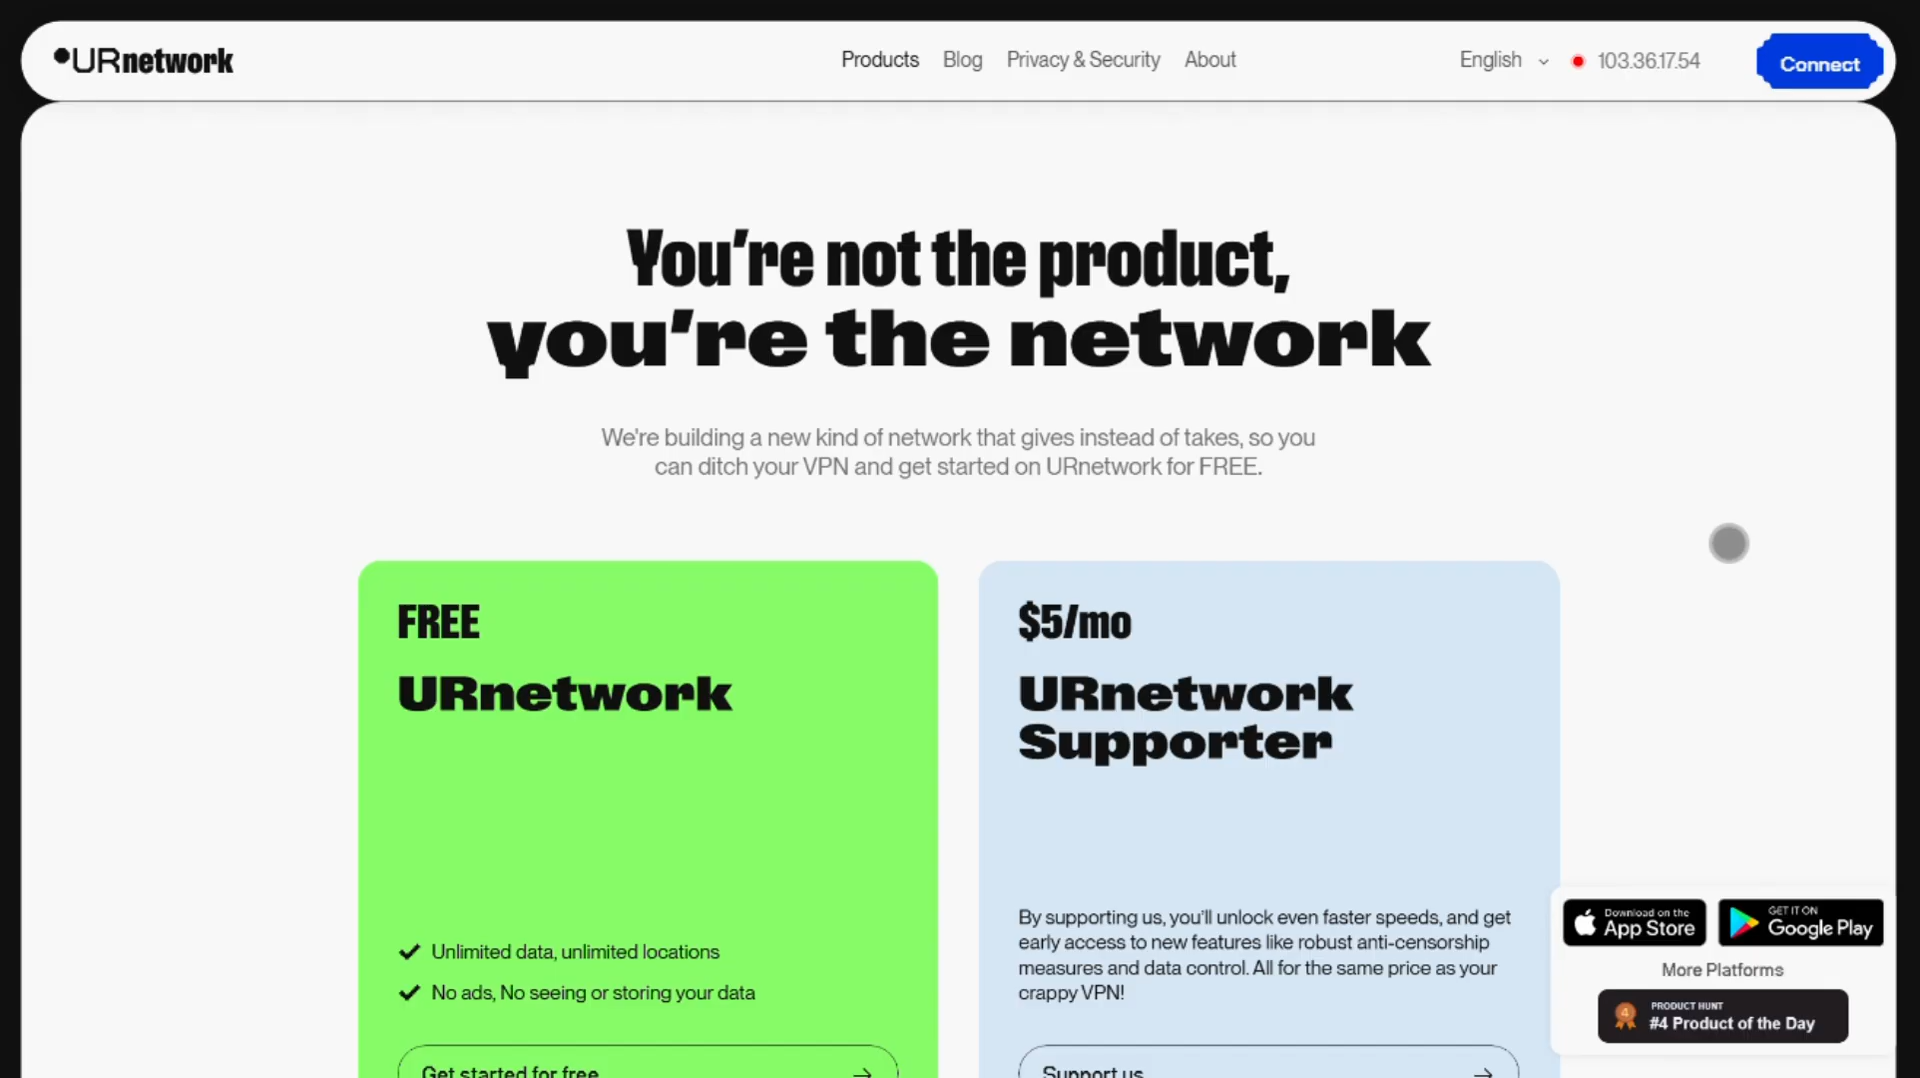 URnetwork
Products Blog Privacy & Security About
English 103.36.17.54
Connect
You're not the product,
you're the network
We're building a new kind of network that gives instead of takes, so you
can ditch your VPN and get started on URnetwork for FREE.
FREE
URnetwork
Unlimited data, unlimited locations
No ads, No seeing or storing your data
Get started for free
$5/mo
URnetwork
Supporter
By supporting us, you'll unlock even faster speeds, and get
early access to new features like robust anti-censorship
measures and data control. All for the same price as your
crappy VPN!
Support us
Download on the
App Store
GET IT ON
Google Play
More Platforms
4
PRODUCT HUNT
#4 Product of the Day